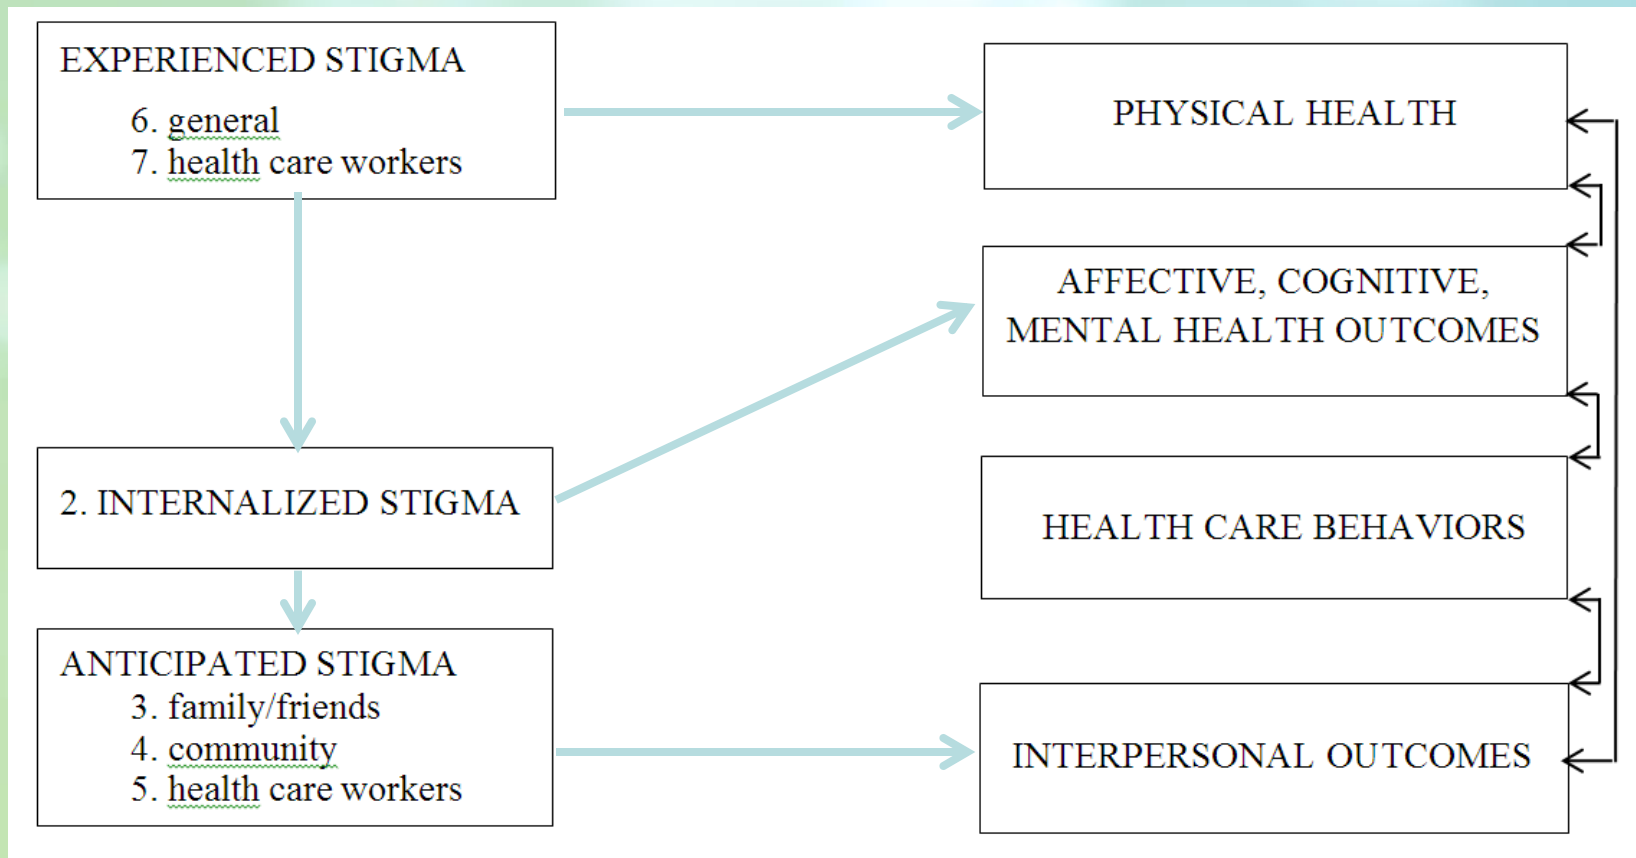 EXPERIENCED STIGMA
6. general
7. health care workers
2. INTERNALIZED STIGMA
ANTICIPATED STIGMA
3. family/friends
4. community
5. health care workers
PHYSICAL HEALTH
AFFECTIVE, COGNITIVE,
MENTAL HEALTH OUTCOMES
HEALTH CARE BEHAVIORS
INTERPERSONAL OUTCOMES